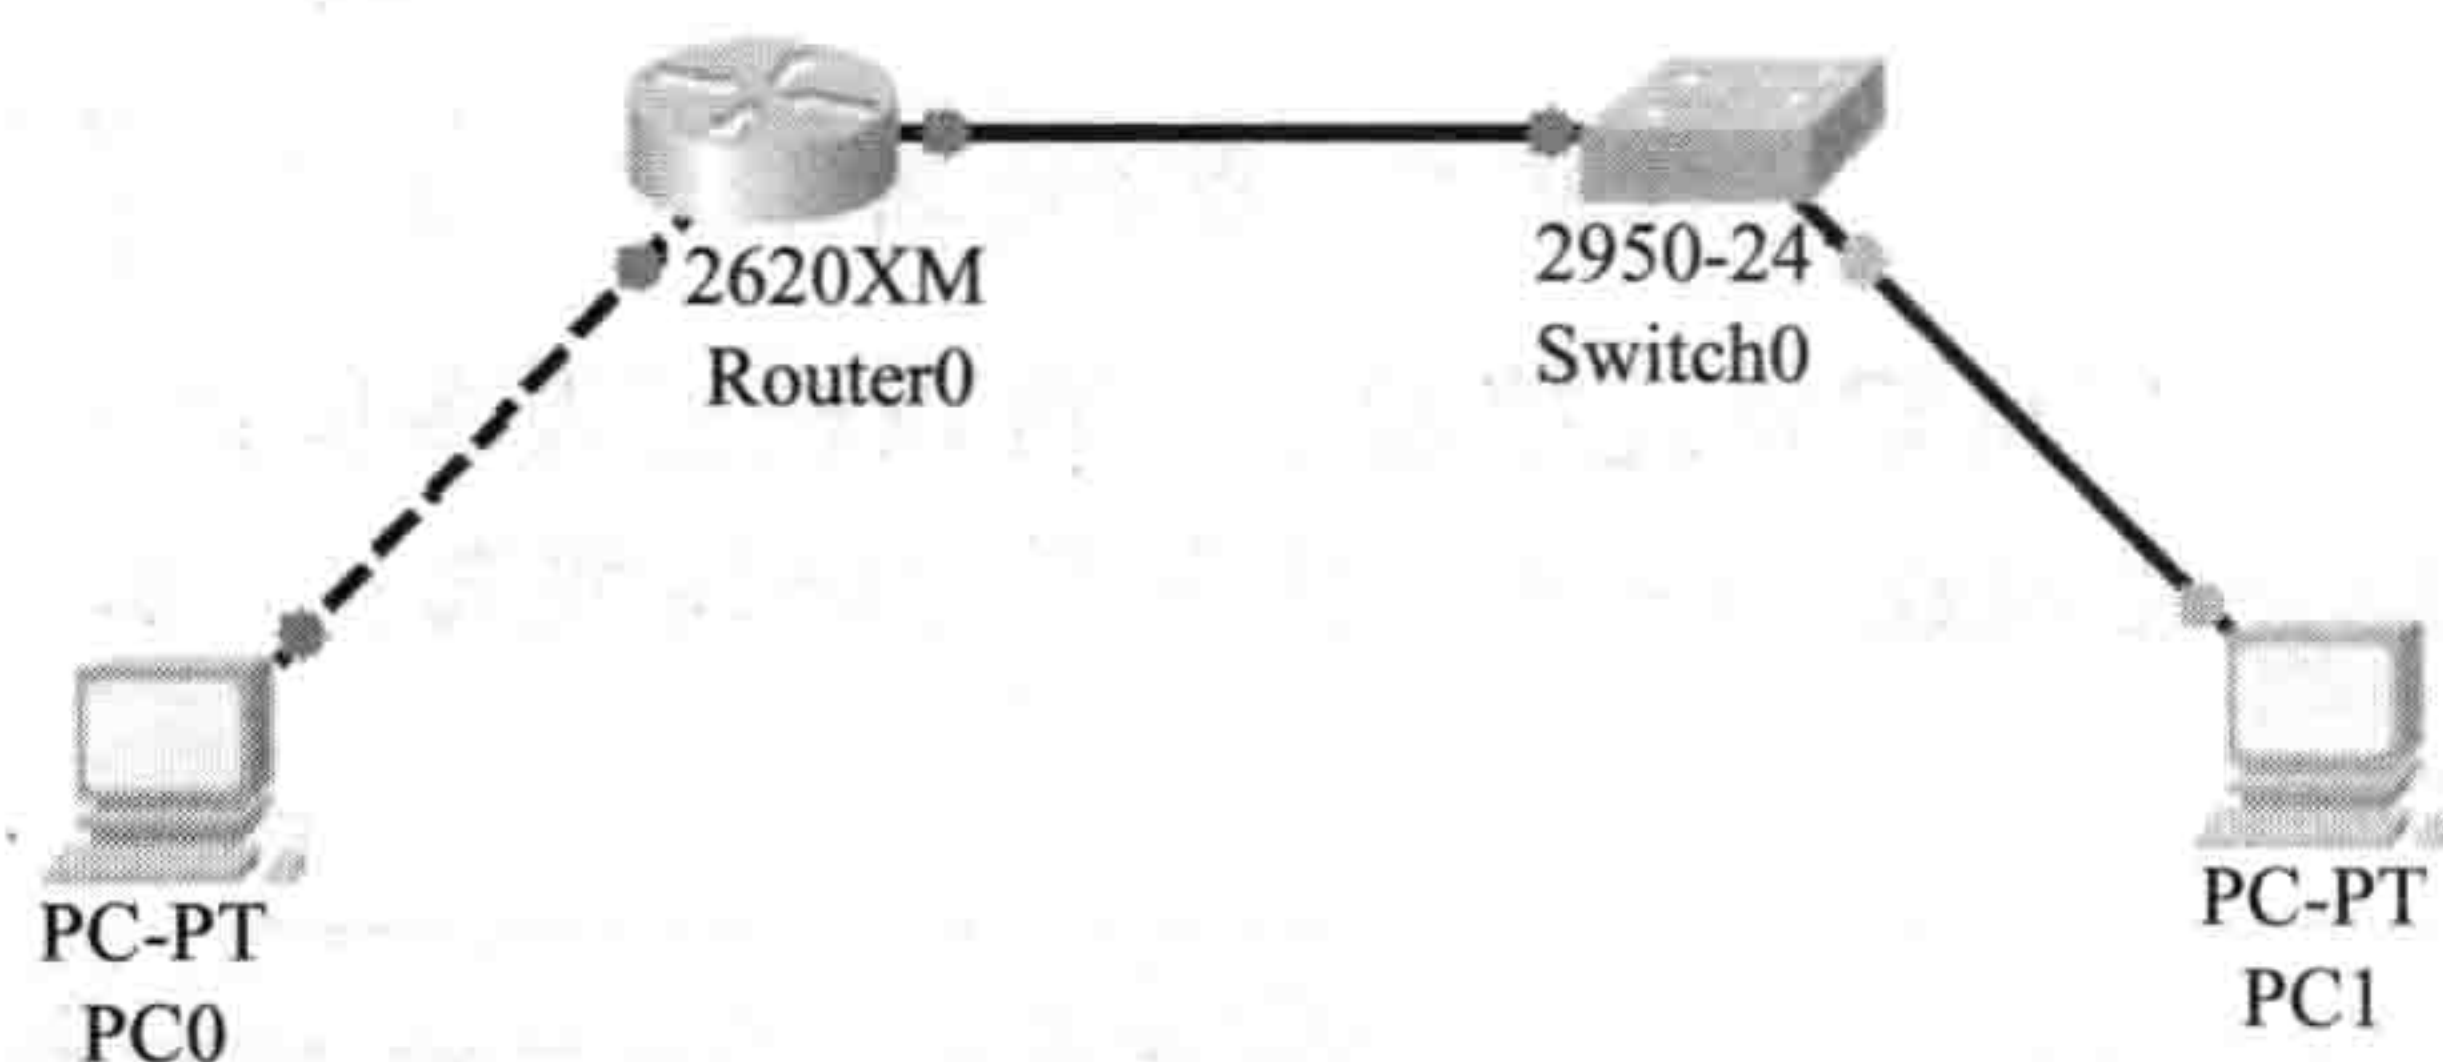 2620XM
Router0
2950-24
Switch0
PC-PT
PC0
PC-PT
PC1